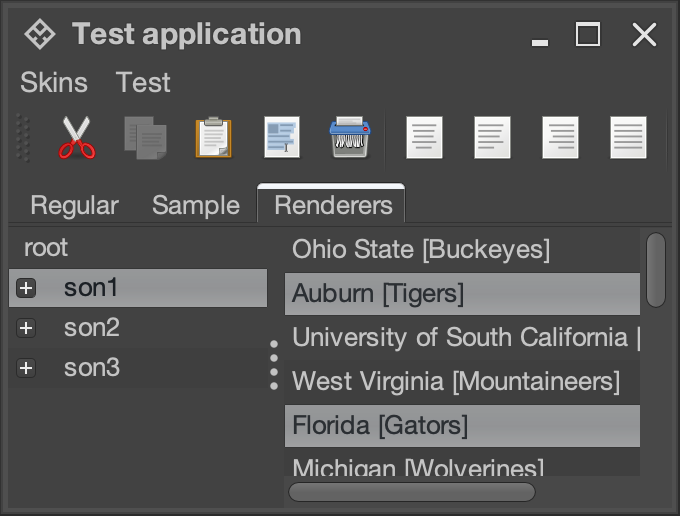 Test application
Skins Test
Regular Sample Renderers
root
son1
son2
son3
Ohio State [Buckeyes]
Auburn [Tigers]
University of South California [
West Virginia [Mountaineers]
Florida [Gators]
Michigan [Wolverines]